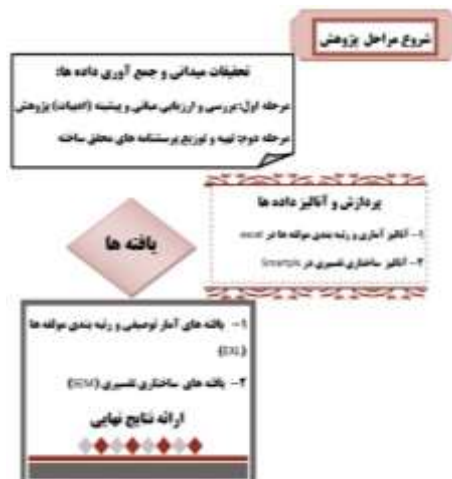 شروع مراحل پژوهش
تحقیقات میدانی و جمع آوری داده ها:
مرحله اول: بررسی و ارزیابی مبانی و پیشینه (ادبیات) پژوهش
مرحله دوم: تهیه و توزیع پرسشنامه های محقق ساخته
پردازش و آنالیز داده ها
۱- آنالیز آماری و رتبه بندی مولفه ها در excel
۲- آنالیز ساختاری تفسیری در Smartpls
یافته ها
۱- یافته های آمار توصیفی و رتبه بندی مولفه ها
۲- یافته های ساختاری تفسیری (SEM)
ارائه نتایج نهایی